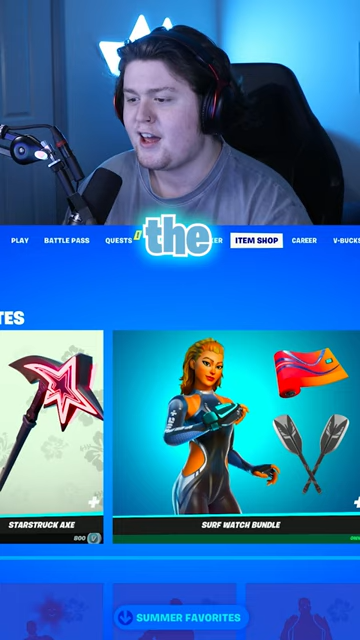 the
PLAY
BATTLE PASS
QUESTS
ITEM SHOP
CAREER
V-BUCKS
TES
STARSTRUCK AXE
800
SURF WATCH BUNDLE
SUMMER FAVORITES